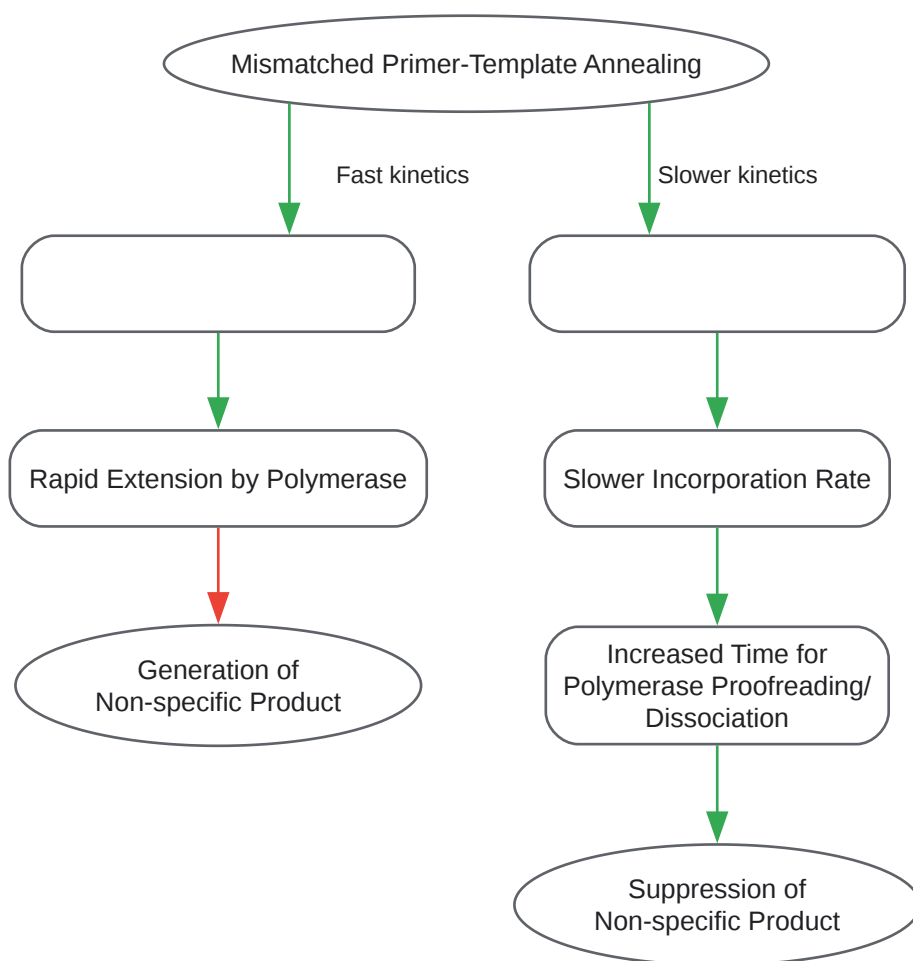 Mismatched Primer-Template Annealing
Fast kinetics
Slower kinetics
Rapid Extension by Polymerase
Slower Incorporation Rate
Generation of
Non-specific Product
Increased Time for
Polymerase Proofreading/
Dissociation
Suppression of
Non-specific Product